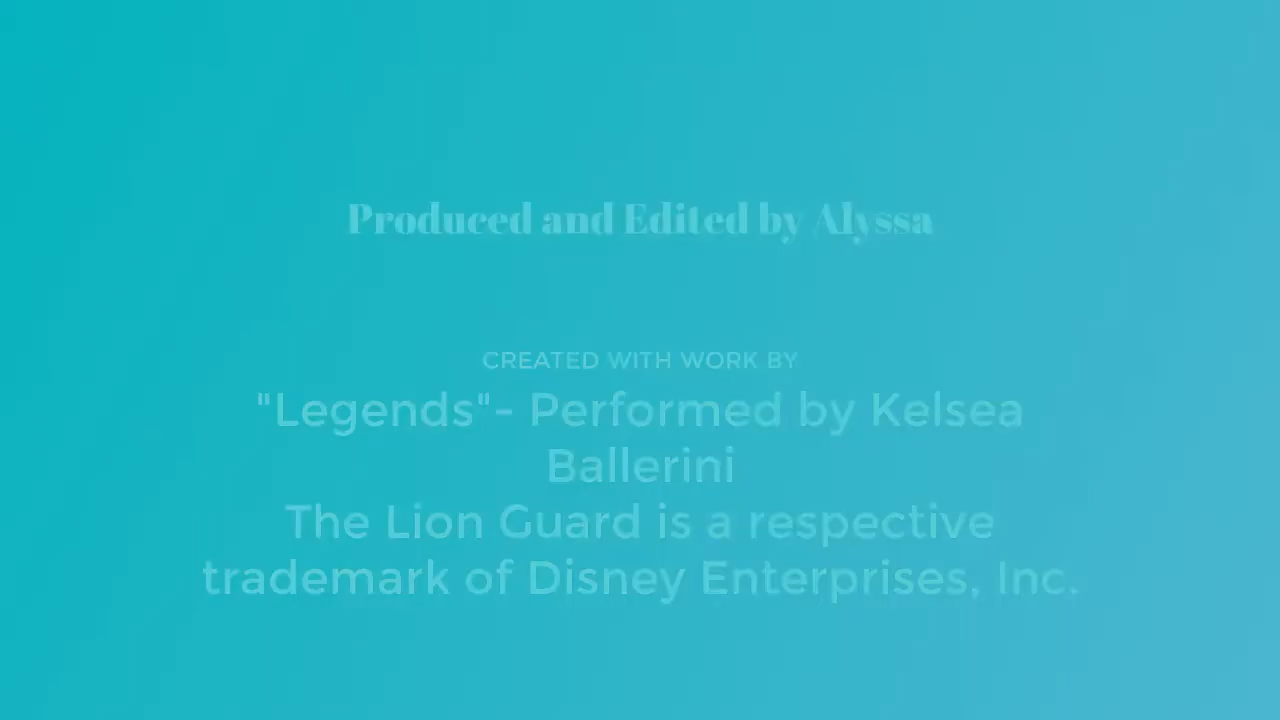 Produced and Edited by Alyssa
CREATED WITH WORK BY
"Legends"- Performed by Kelsea
Ballerini
The Lion Guard is a respective
trademark of Disney Enterprises, Inc.